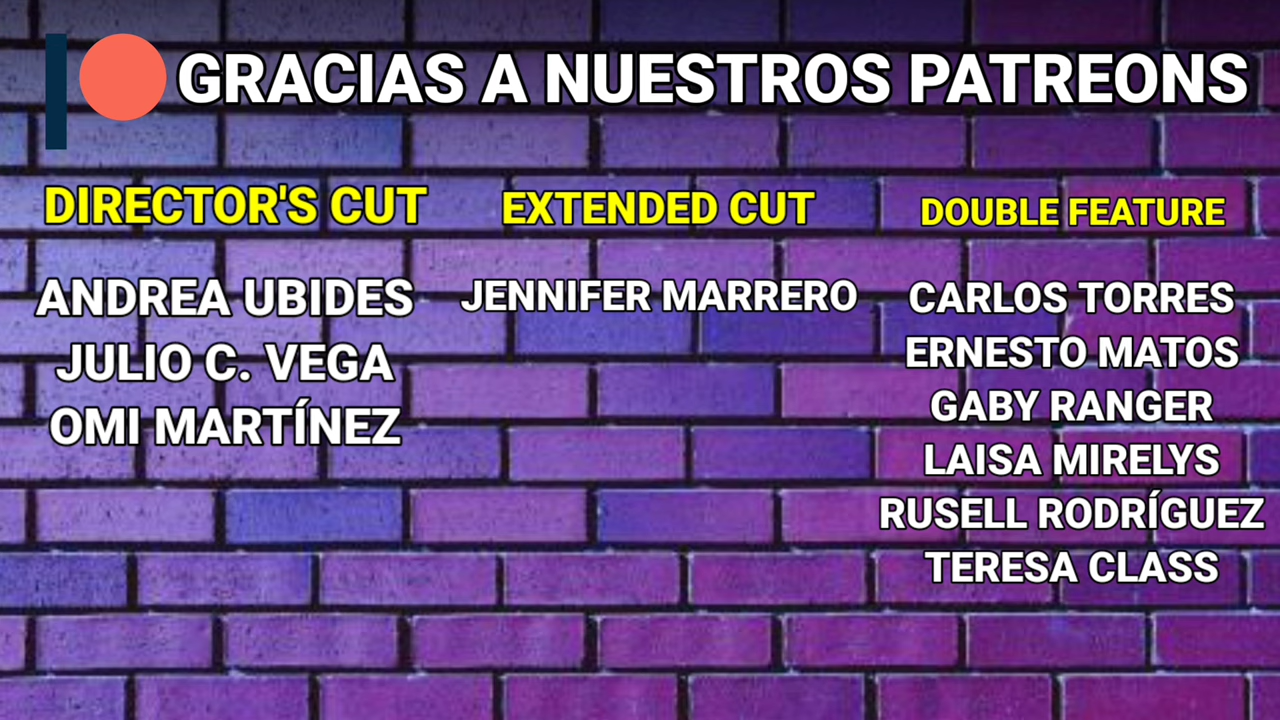 GRACIAS A NUESTROS PATREONS
DIRECTOR'S CUT
ANDREA UBIDES
JULIO C. VEGA
OMI MARTÍNEZ
EXTENDED CUT
JENNIFER MARRERO
DOUBLE FEATURE
CARLOS TORRES
ERNESTO MATOS
GABY RANGER
LAISA MIRELYS
RUSELL RODRÍGUEZ
TERESA CLASS